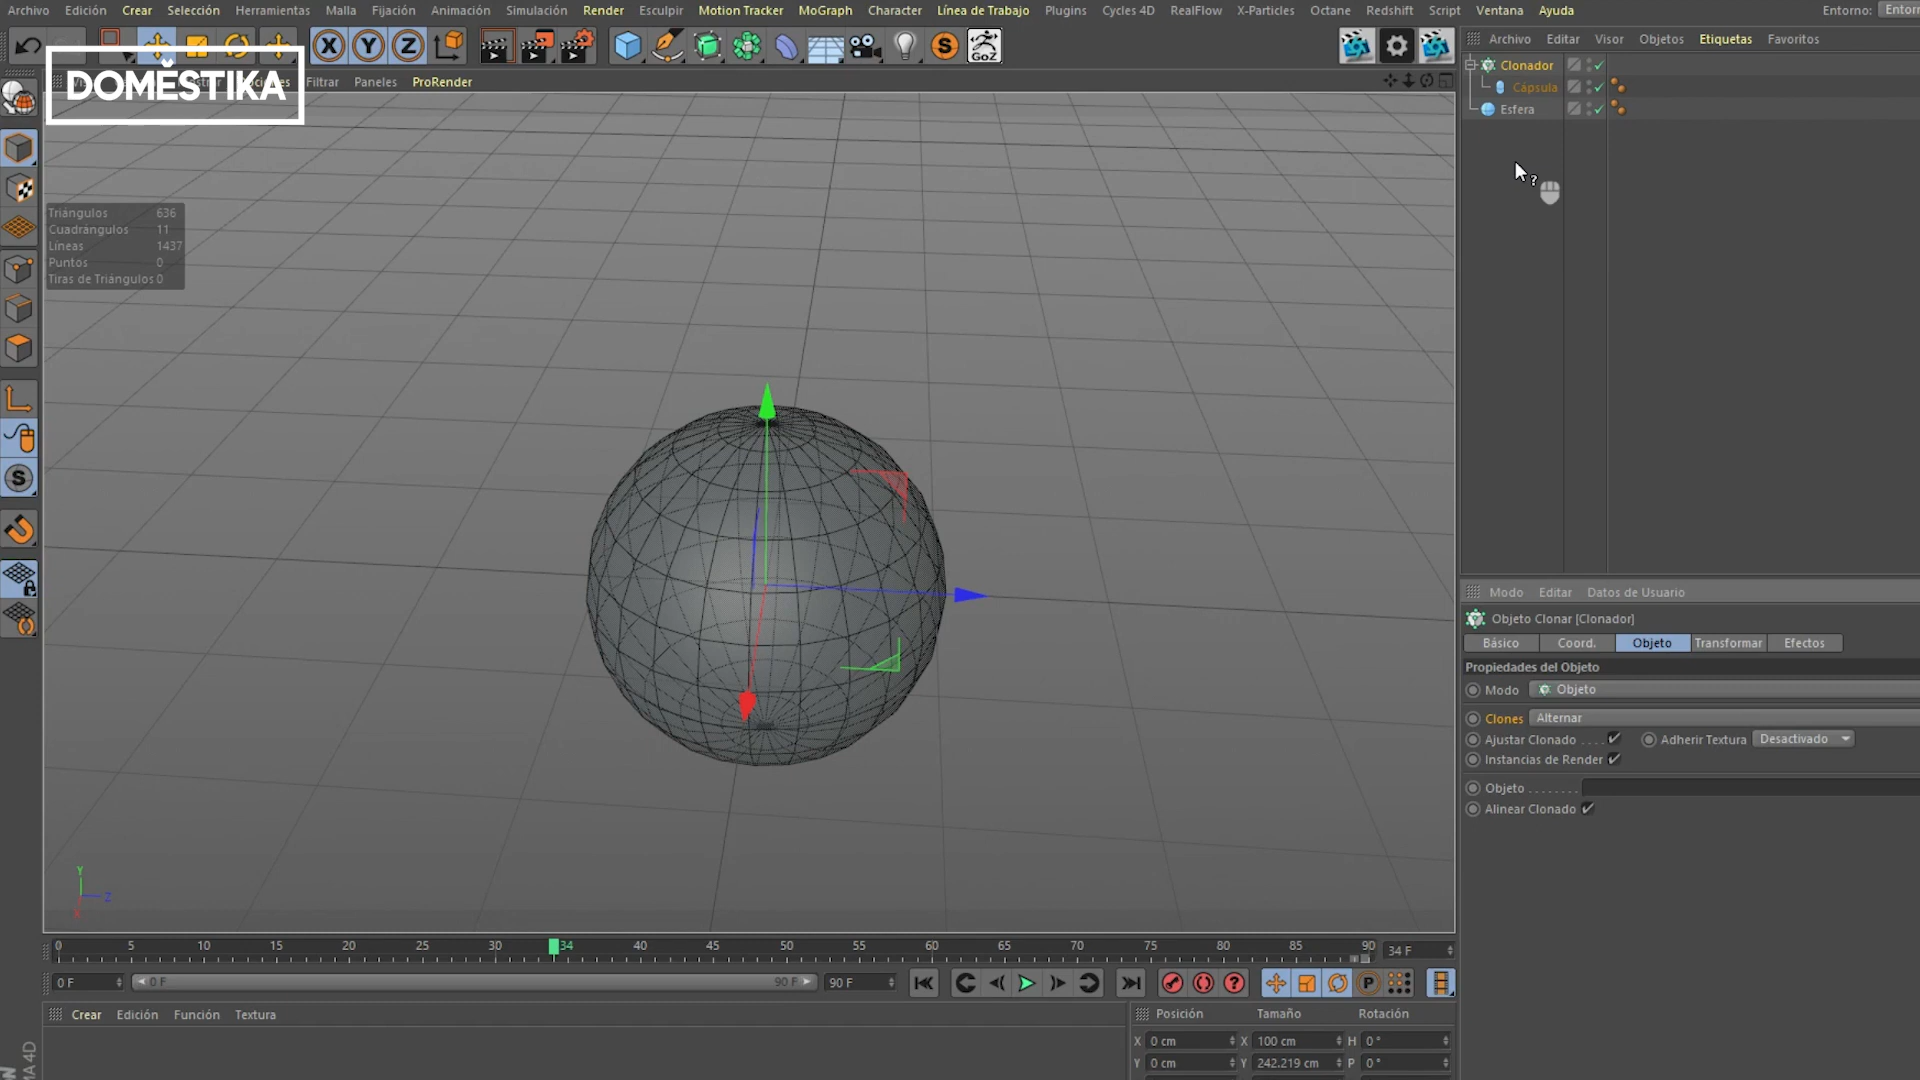 Archivo Edición Crear Selección Herramientas Malla Fijación Animación Simulación Render Esculpir Motion Tracker MoGraph Character Línea de Trabajo Plugins Cycles 4D RealFlow X-Particles Octane Redshift Script Ventana Ayuda Entorno:
X Y Z S GoZ
Archivo Editar Visor Objetos Etiquetas Favoritos
DOMESTIKA
Filtrar Paneles ProRender
Clonador
Cápsula
Esfera
Triángulos 636
Cuadrángulos 11
Líneas 1437
Puntos 0
Tiras de Triángulos 0
Modo Editar Datos de Usuario
Objeto Clonar [Clonador]
Básico Coord. Objeto Transformar Efectos
Propiedades del Objeto
Modo Objeto
Clones Alternar
Ajustar Clonado .... Adherir Textura Desactivado
Instancias de Render
Objeto ........
Alinear Clonado
Y
Z
X
0 5 10 15 20 25 30 34 40 45 50 55 60 65 70 75 80 85 90 34 F
0 F 0 F 90 F 90 F P
Crear Edición Función Textura
Posición Tamaño Rotación
X 0 cm X 100 cm H 0 °
Y 0 cm Y 242.219 cm P 0 °